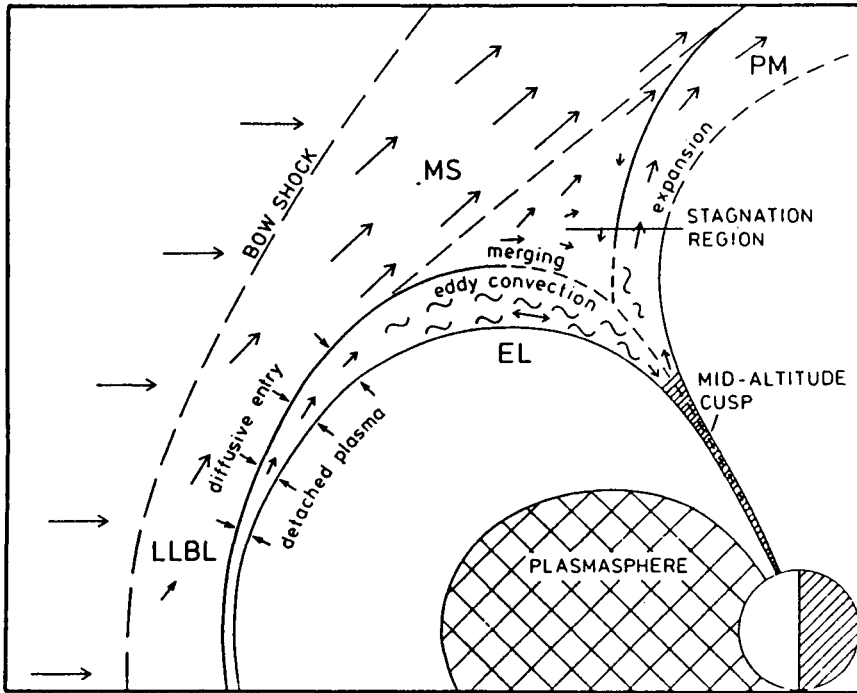 PM
BOW SHOCK
.MS
expansion
STAGNATION
REGION
merging
eddy convection
EL
MID-ALTITUDE
CUSP
diffusive entry
detached plasma
LLBL
PLASMASPHERE